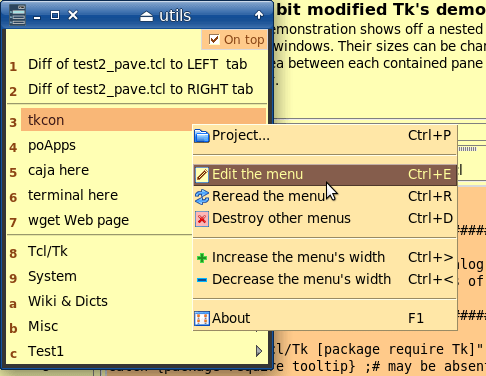 utils
On top
1 Diff of test2_pave.tcl to LEFT tab
2 Diff of test2_pave.tcl to RIGHT tab
3 tkcon
4 poApps
5 caja here
6 terminal here
7 wget Web page
8 Tcl/Tk
9 System
a Wiki & Dicts
b Misc
c Test1
Project... Ctrl+P
Edit the menu Ctrl+E
Reread the menu Ctrl+R
Destroy other menus Ctrl+D
Increase the menu's width Ctrl+>
Decrease the menu's width Ctrl+<
About F1
bit modified Tk's demo
emonstration shows off a nested
windows. Their sizes can be cha
ea between each contained pane
cl/Tk [package require Tk]"
catch {package require tooltip} ;# may be absent